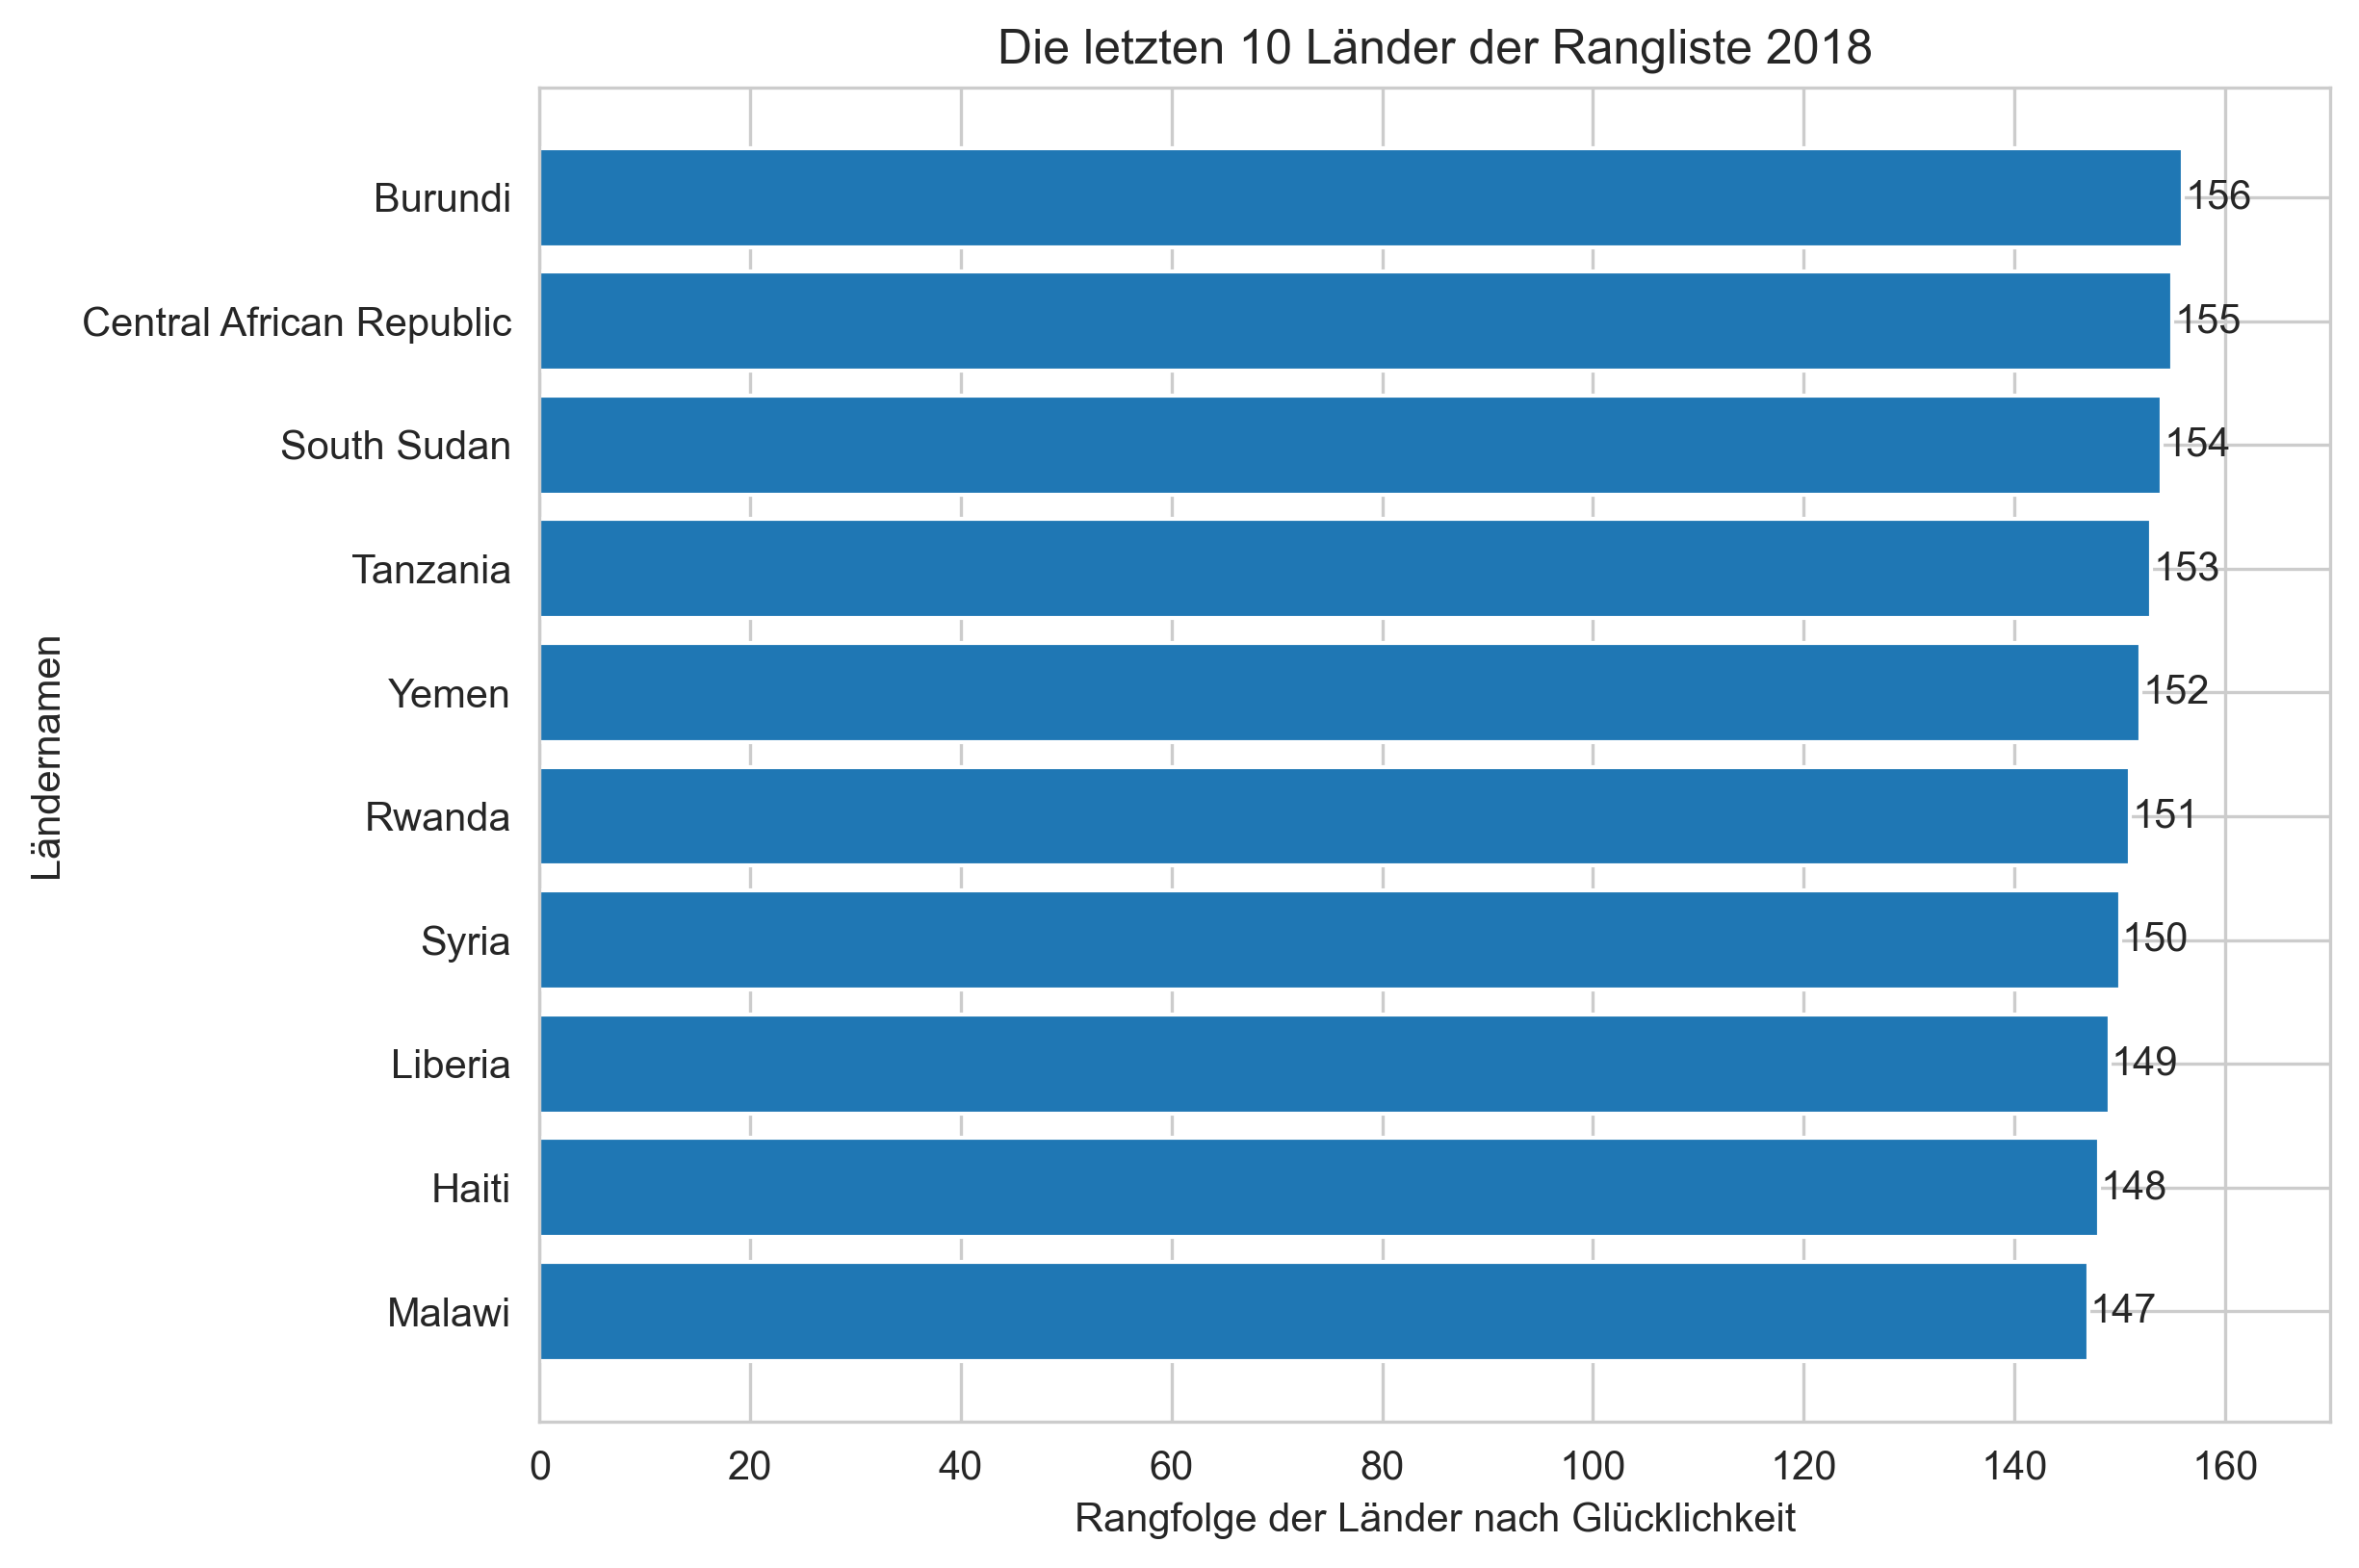 Die letzten 10 Länder der Rangliste 2018
Ländernamen
Burundi 156
Central African Republic 155
South Sudan 154
Tanzania 153
Yemen 152
Rwanda 151
Syria 150
Liberia 149
Haiti 148
Malawi 147
0 20 40 60 80 100 120 140 160
Rangfolge der Länder nach Glücklichkeit